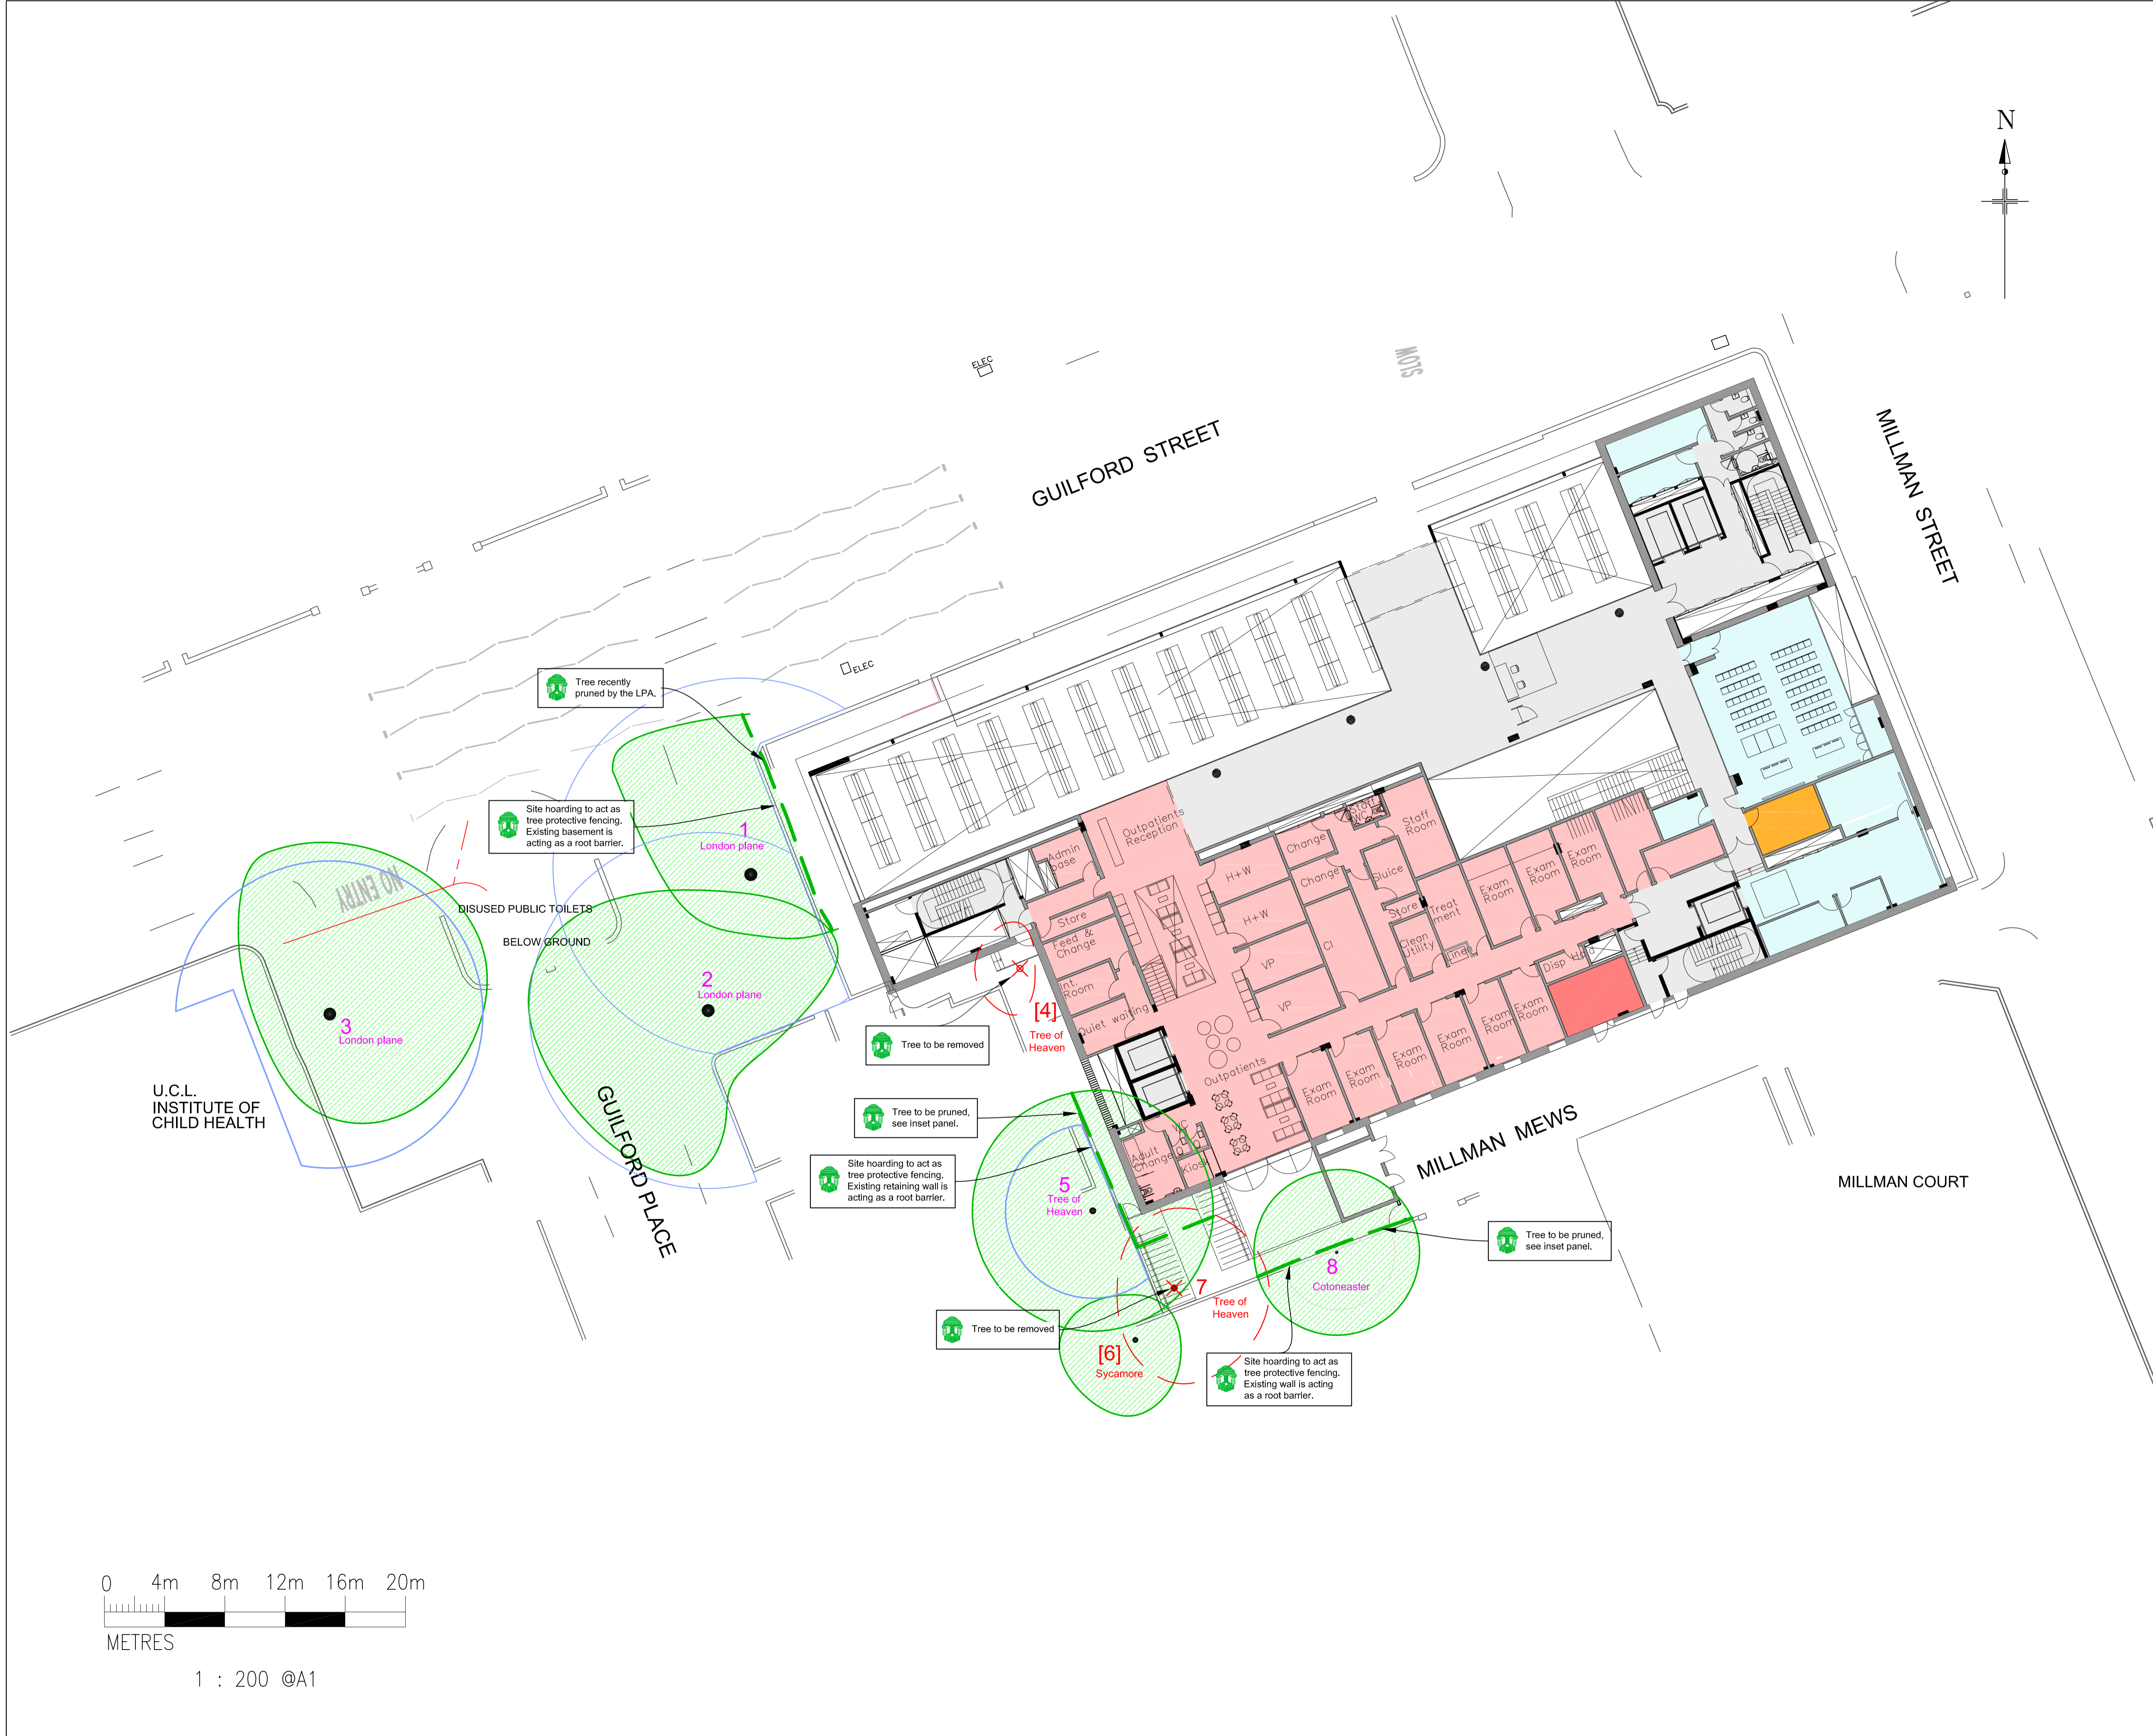 N
ELEC
SLOW
GUILFORD STREET
MILLMAN STREET
Tree recently
pruned by the LPA.
ELEC
Site hoarding to act as
tree protective fencing.
Existing basement is
acting as a root barrier.
1
London plane
NO ENTRY
DISUSED PUBLIC TOILETS
BELOW GROUND
2
London plane
3
London plane
U.C.L.
INSTITUTE OF
CHILD HEALTH
GUILFORD PLACE
Outpatients
Reception
Admin
base
Store
Feed &
Change
Int.
Room
Quiet waiting
H+W
H+W
VP
VP
CI
Change
Change
Staff
WC
Staff
Room
Sluice
Store
Clean
Utility
Treat
ment
Linen
Exam
Room
Exam
Room
Exam
Room
Disp Hold
Exam
Room
Exam
Room
Exam
Room
Exam
Room
Exam
Room
Exam
Room
Outpatients
WC
Adult
Change
Kiosk
[4]
Tree of
Heaven
Tree to be removed
Tree to be pruned,
see inset panel.
Site hoarding to act as
tree protective fencing.
Existing retaining wall is
acting as a root barrier.
5
Tree of
Heaven
MILLMAN MEWS
MILLMAN COURT
Tree to be pruned,
see inset panel.
8
Cotoneaster
7
Tree of
Heaven
Tree to be removed
[6]
Sycamore
Site hoarding to act as
tree protective fencing.
Existing wall is acting
as a root barrier.
0 4m 8m 12m 16m 20m
METRES
1 : 200 @A1